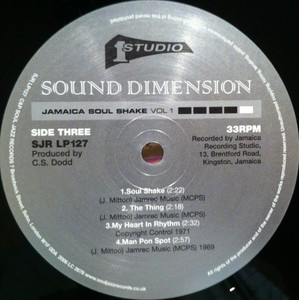 1
STUDIO
SOUND DIMENSION
JAMAICA SOUL SHAKE VOL 1
SIDE THREE
SJR LP127
Produced by
C.S. Dodd
33RPM
Recorded by Jamaica
Recording Studio,
13, Brentford Road,
Kingston, Jamaica
1.Soul Shake (2:22)
(J. Mittoo) Jamrec Music (MCPS)
2. The Thing (2:18)
(J. Mittoo) Jamrec Music (MCPS)
3.My Heart In Rhythm (2:32)
Copyright Control 1971
4.Man Pon Spot (2:57)
(J. Mittoo) Jamrec Music (MCPS) 1969